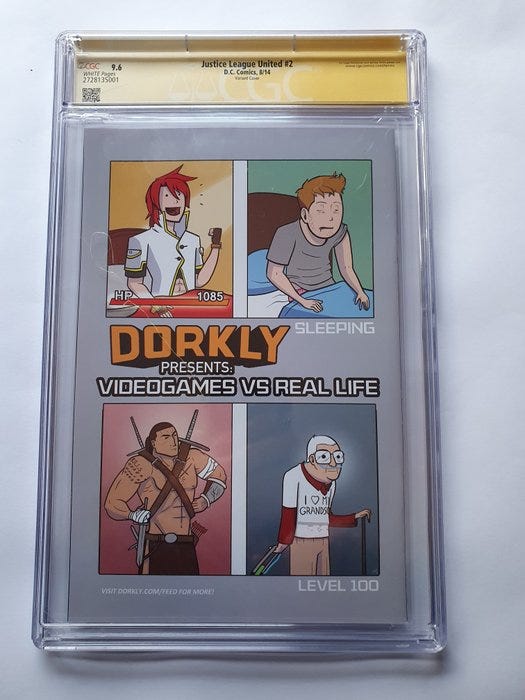 CGC 9.6
WHITE Pages
2728135001
Justice League United #2
D.C. Comics, 8/14
Variant Cover
CGC
HP 1085
SLEEPING
DORKLY
PRESENTS:
VIDEOGAMES VS REAL LIFE
I ♡ MY
GRANDSON
LEVEL 100
VISIT DORKLY.COM/FEED FOR MORE!